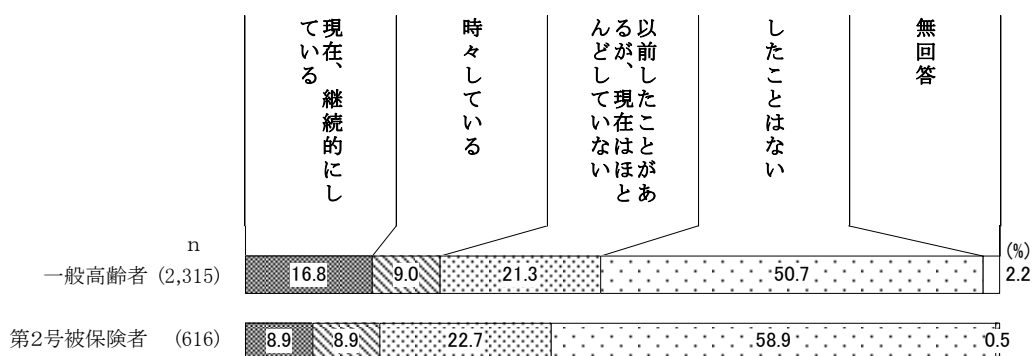 現在、継続的にし
ている
時々している
以前したことがあ
るが、現在はほと
んどしていない
したことはない
無回答
n
(%)
一般高齢者 (2,315) 16.8 9.0 21.3 50.7 2.2
第2号被保険者 (616) 8.9 8.9 22.7 58.9 0.5